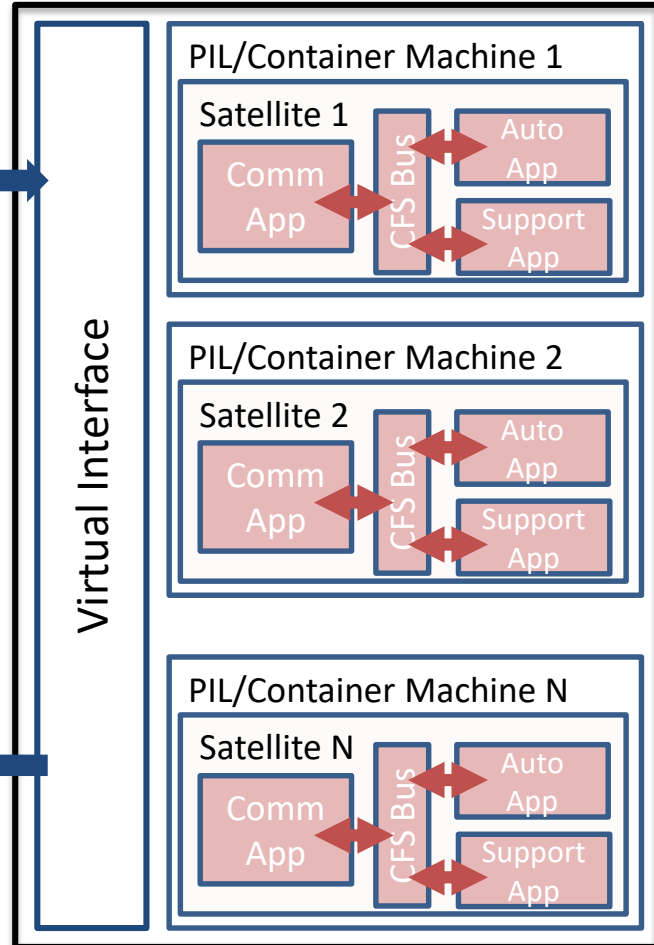 Virtual Interface
PIL/Container Machine 1
Satellite 1
Comm
App
CFS Bus
Auto
App
Support
App
PIL/Container Machine 2
Satellite 2
Comm
App
CFS Bus
Auto
App
Support
App
PIL/Container Machine N
Satellite N
Comm
App
CFS Bus
Auto
App
Support
App